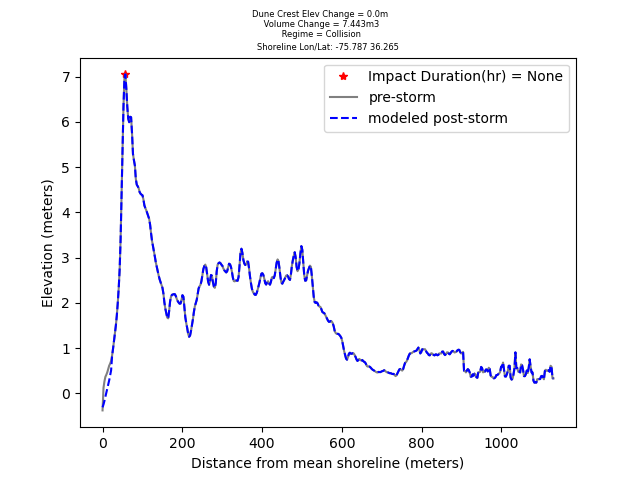 Dune Crest Elev Change = 0.0m
Volume Change = 7.443m3
Regime = Collision
Shoreline Lon/Lat: -75.787 36.265
Impact Duration(hr) = None
pre-storm
modeled post-storm
7
6
5
4
3
2
1
0
Elevation (meters)
0 200 400 600 800 1000
Distance from mean shoreline (meters)